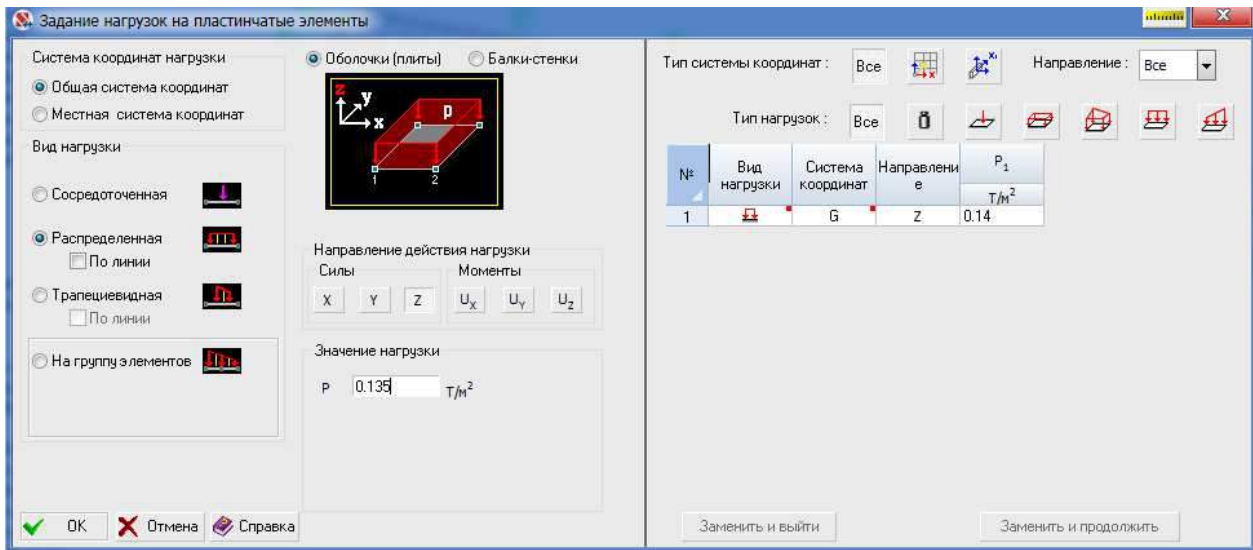 Задание нагрузок на пластинчатые элементы
Система координат нагрузки
Общая система координат
Местная система координат
Вид нагрузки
Сосредоточенная
Распределенная
По линии
Трапециевидная
По линии
На группу элементов
Оболочки (плиты) Балки-стенки
z y x p 1 2
Направление действия нагрузки
Силы Моменты
X Y Z UX UY UZ
Значение нагрузки
P 0.135 Т/м²
OK Отмена Справка
Тип системы координат : Все Направление : Все
Тип нагрузок : Все
№ Вид нагрузки Система координат Направлени е P1
Т/м²
1 G Z 0.14
Заменить и выйти Заменить и продолжить